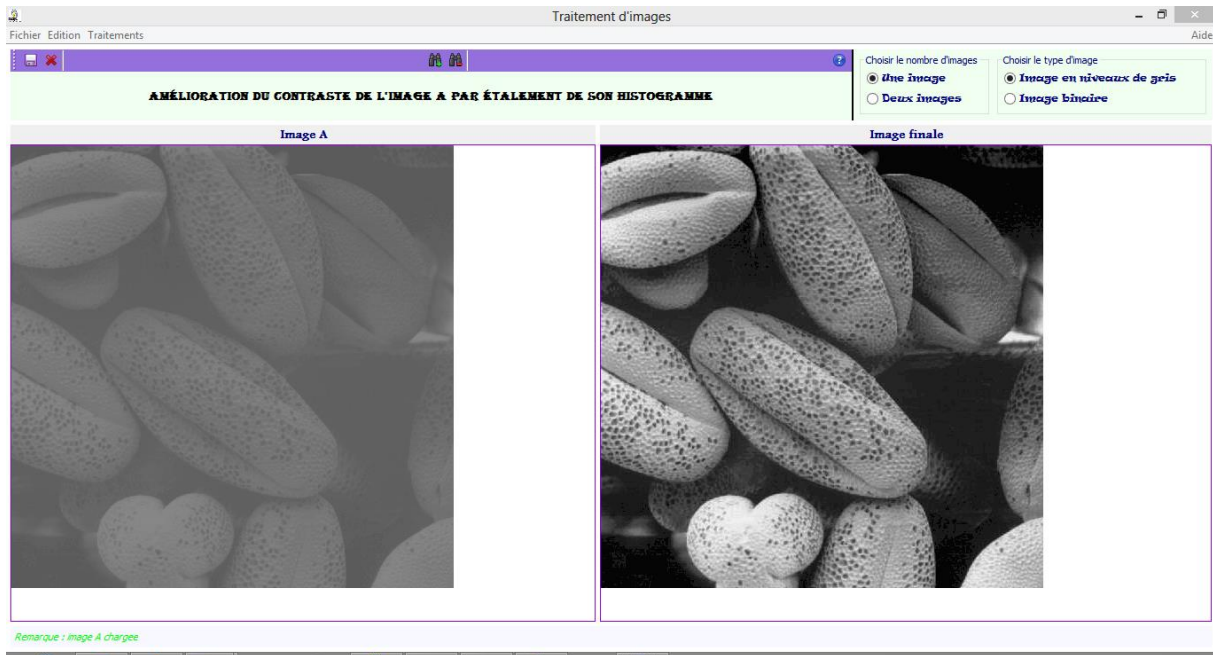 Traitement d'images
Fichier Edition Traitements
Aide
Choisir le nombre d'images
Une image
Deux images
Choisir le type d'image
Image en niveaux de gris
Image binaire
AMÉLIORATION DU CONTRASTE DE L'IMAGE A PAR ÉTALEMENT DE SON HISTOGRAMME
Image A
Image finale
Remarque : image A chargee